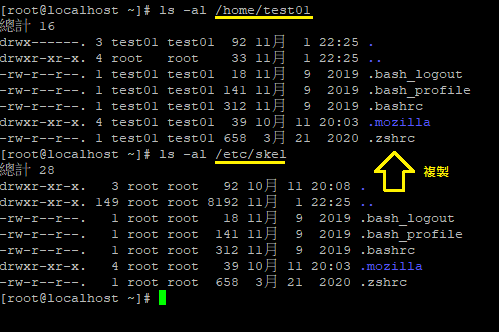 [root@localhost ~]# ls -al /home/test01
總計 16
drwx------. 3 test01 test01  92 11月  1 22:25 .
drwxr-xr-x. 4 root   root    33 11月  1 22:25 ..
-rw-r--r--. 1 test01 test01  18 11月  9  2019 .bash_logout
-rw-r--r--. 1 test01 test01 141 11月  9  2019 .bash_profile
-rw-r--r--. 1 test01 test01 312 11月  9  2019 .bashrc
drwxr-xr-x. 4 test01 test01  39 10月 11 20:03 .mozilla
-rw-r--r--. 1 test01 test01 658  3月 21  2020 .zshrc
[root@localhost ~]# ls -al /etc/skel
總計 28
drwxr-xr-x.   3 root root   92 10月 11 20:08 .
drwxr-xr-x. 149 root root 8192 11月  1 22:25 ..
-rw-r--r--.   1 root root   18 11月  9  2019 .bash_logout
-rw-r--r--.   1 root root  141 11月  9  2019 .bash_profile
-rw-r--r--.   1 root root  312 11月  9  2019 .bashrc
drwxr-xr-x.   4 root root   39 10月 11 20:03 .mozilla
-rw-r--r--.   1 root root  658  3月 21  2020 .zshrc
[root@localhost ~]#
複製